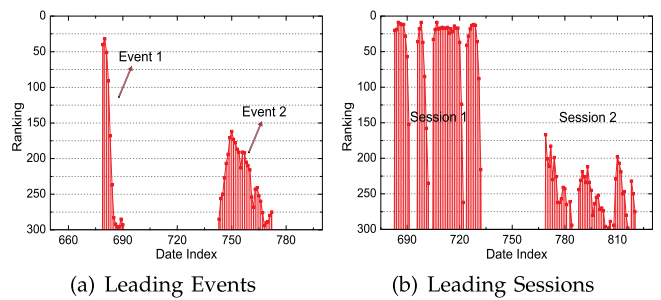 0
50
100
150
200
250
300
Ranking
Event 1
Event 2
660
690
720
750
780
Date Index
(a) Leading Events
0
50
100
150
200
250
300
Ranking
Session 1
Session 2
690
720
750
780
810
Date Index
(b) Leading Sessions